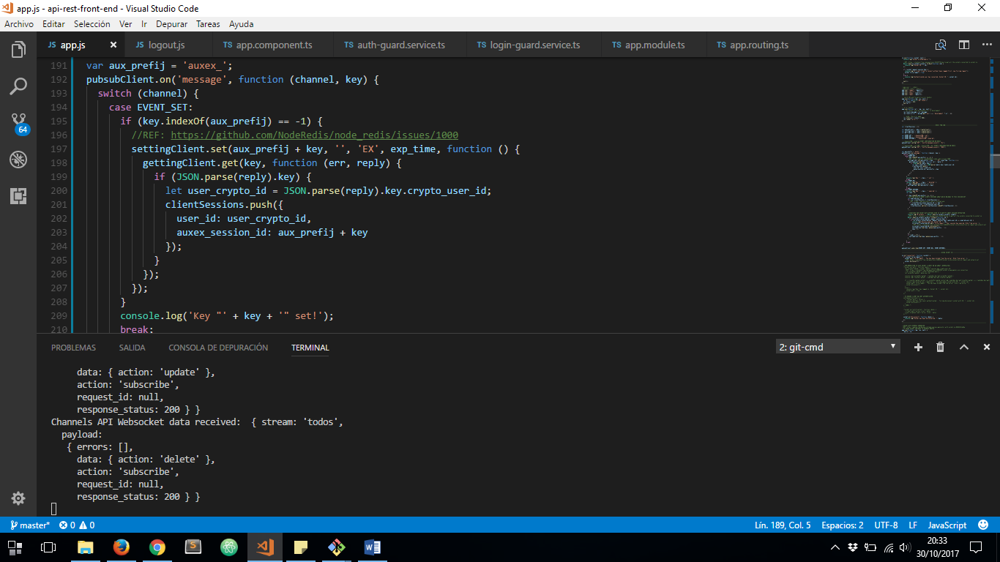 app.js - api-rest-front-end - Visual Studio Code
Archivo Editar Selección Ver Ir Depurar Tareas Ayuda
JS app.js JS logout.js TS app.component.ts TS auth-guard.service.ts TS login-guard.service.ts TS app.module.ts TS app.routing.ts
191 var aux_prefij = 'auxex_';
192 pubsubClient.on('message', function (channel, key) {
193 switch (channel) {
194 case EVENT_SET:
195 if (key.indexOf(aux_prefij) == -1) {
196 //REF: https://github.com/NodeRedis/node_redis/issues/1000
197 settingClient.set(aux_prefij + key, '', 'EX', exp_time, function () {
198 gettingClient.get(key, function (err, reply) {
199 if (JSON.parse(reply).key) {
200 let user_crypto_id = JSON.parse(reply).key.crypto_user_id;
201 clientSessions.push({
202 user_id: user_crypto_id,
203 auxex_session_id: aux_prefij + key
204 });
205 }
206 });
207 });
208 }
209 console.log('Key "' + key + '" set!');
210 break;
64
PROBLEMAS SALIDA CONSOLA DE DEPURACIÓN TERMINAL 2: git-cmd
data: { action: 'update' },
action: 'subscribe',
request_id: null,
response_status: 200 } }
Channels API Websocket data received:  { stream: 'todos',
payload:
{ errors: [],
data: { action: 'delete' },
action: 'subscribe',
request_id: null,
response_status: 200 } }
master* 0 0 Lín. 189, Col. 5 Espacios: 2 UTF-8 LF JavaScript
20:33
30/10/2017